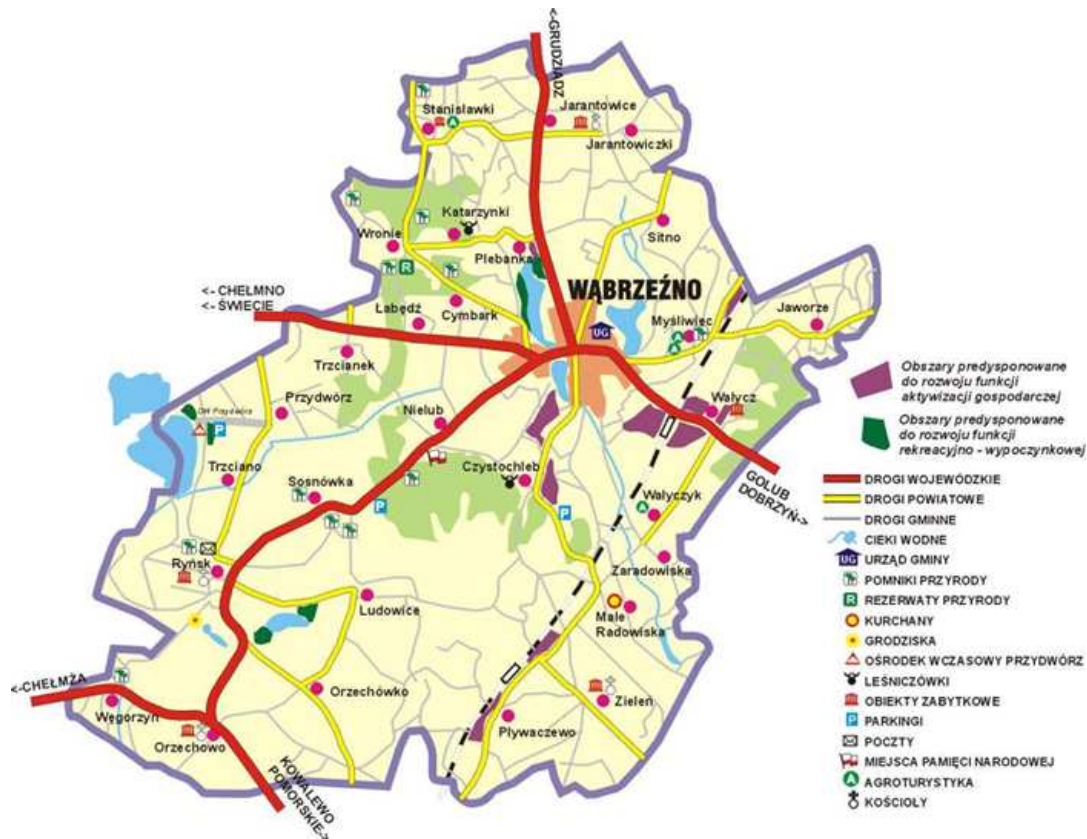 <-GRUDZIADZ
Stanisławki
Jarantowice
Jarantowiczki
Katarzynki
Wronie
Sitno
Plebanka
WĄBRZEŹNO
<- CHEŁMNO
<- ŚWIECIE
Łabędź
Cymbark
Myśliwiec
Jaworze
Trzcianek
Przydwórz
Nielub
Wałycz
Trzciano
Czystochleb
Sosnówka
Wałyczyk
GOLUB
DOBRZYŃ->
Ryńsk
Zaradowiska
Ludowice
Małe
Radowiska
<-CHEŁMŻA
Orzechówko
Zieleń
Węgorzyn
Pływaczewo
Orzechowo
KOWALEWO
POMORSKIE->
Obszary predysponowane
do rozwoju funkcji
aktywizacji gospodarczej
Obszary predysponowane
do rozwoju funkcji
rekreacyjno - wypoczynkowej
DROGI WOJEWÓDZKIE
DROGI POWIATOWE
DROGI GMINNE
CIEKI WODNE
UG URZĄD GMINY
POMNIKI PRZYRODY
R REZERWATY PRZYRODY
KURCHANY
GRODZISKA
OŚRODEK WCZASOWY PRZYDWÓRZ
LEŚNICZÓWKI
OBIEKTY ZABYTKOWE
P PARKINGI
POCZTY
MIEJSCA PAMIĘCI NARODOWEJ
A AGROTURYSTYKA
KOŚCIOŁY